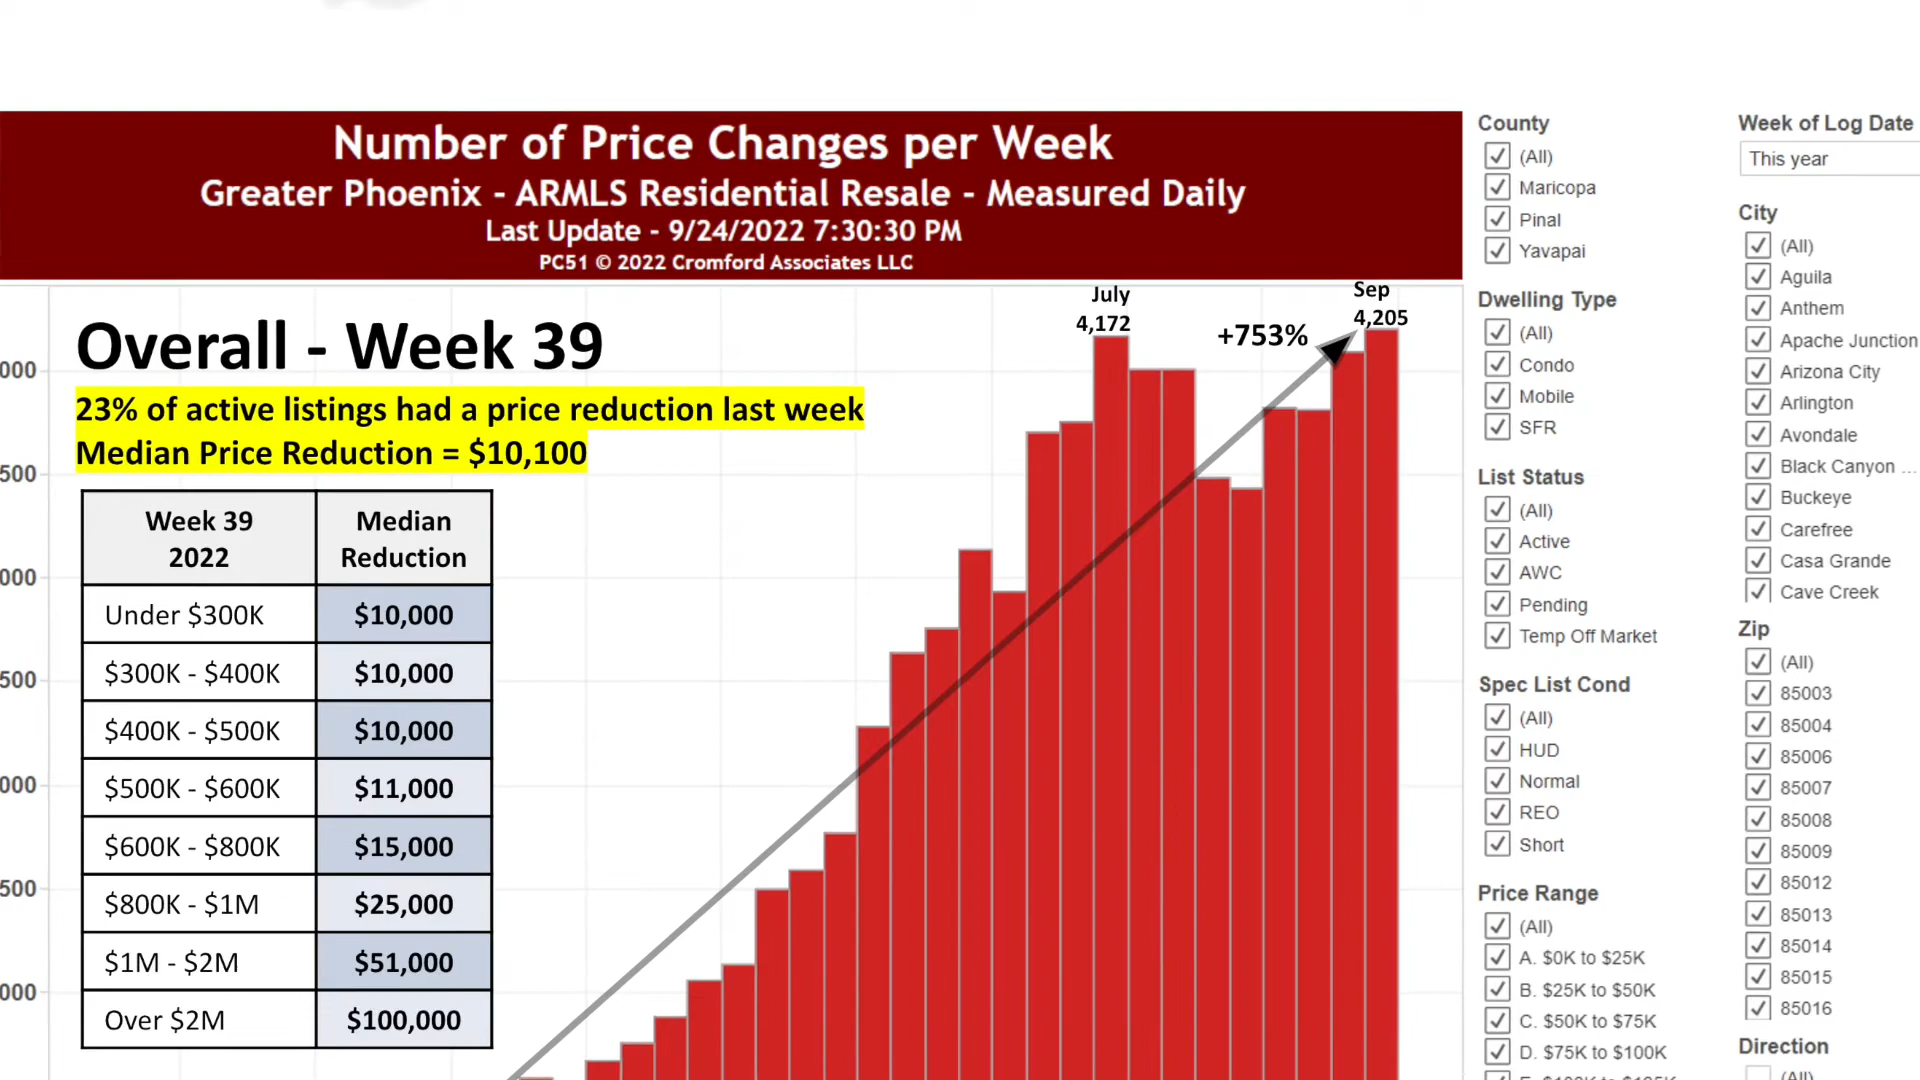 Number of Price Changes per Week
Greater Phoenix - ARMLS Residential Resale - Measured Daily
Last Update - 9/24/2022 7:30:30 PM
PC51 © 2022 Cromford Associates LLC
Overall - Week 39
23% of active listings had a price reduction last week
Median Price Reduction = $10,100
Week 39 2022
Median Reduction
Under $300K $10,000
$300K - $400K $10,000
$400K - $500K $10,000
$500K - $600K $11,000
$600K - $800K $15,000
$800K - $1M $25,000
$1M - $2M $51,000
Over $2M $100,000
000
500
000
500
000
500
000
July
4,172
+753%
Sep
4,205
County
(All)
Maricopa
Pinal
Yavapai
Dwelling Type
(All)
Condo
Mobile
SFR
List Status
(All)
Active
AWC
Pending
Temp Off Market
Spec List Cond
(All)
HUD
Normal
REO
Short
Price Range
(All)
A. $0K to $25K
B. $25K to $50K
C. $50K to $75K
D. $75K to $100K
Week of Log Date
This year
City
(All)
Aguila
Anthem
Apache Junction
Arizona City
Arlington
Avondale
Black Canyon ...
Buckeye
Carefree
Casa Grande
Cave Creek
Zip
(All)
85003
85004
85006
85007
85008
85009
85012
85013
85014
85015
85016
Direction
(All)